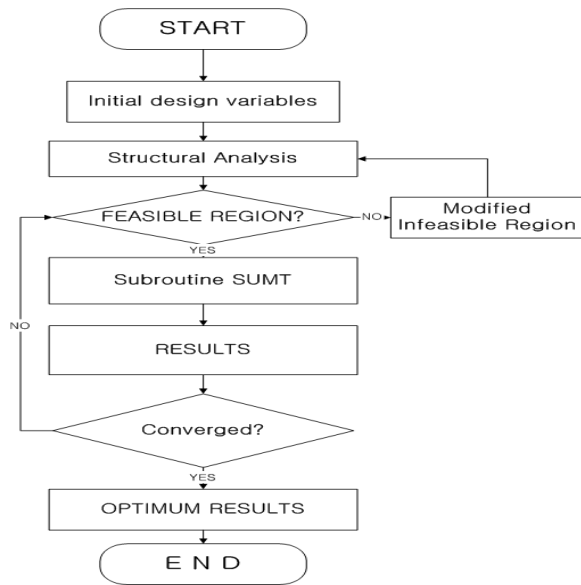 START
Initial design variables
Structural Analysis
FEASIBLE REGION?
NO
Modified
Infeasible Region
YES
Subroutine SUMT
NO
RESULTS
Converged?
YES
OPTIMUM RESULTS
E N D